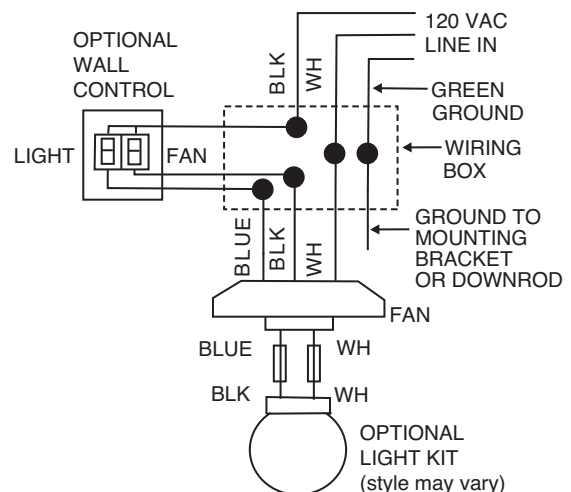 120 VAC
LINE IN
OPTIONAL
WALL
CONTROL
BLK
WH
GREEN
GROUND
LIGHT
FAN
WIRING
BOX
GROUND TO
MOUNTING
BRACKET
OR DOWNROD
BLUE
BLK
WH
FAN
BLUE
WH
BLK
WH
OPTIONAL
LIGHT KIT
(style may vary)